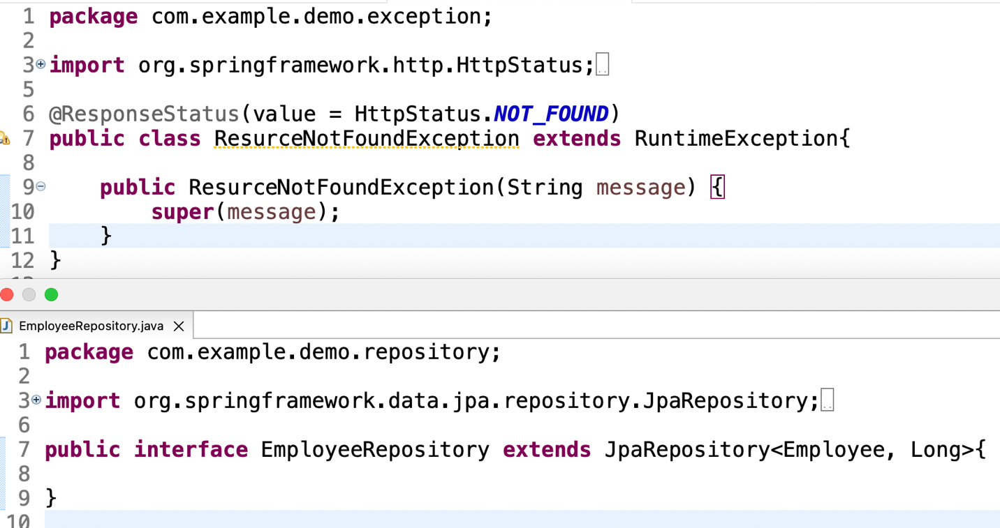 1 package com.example.demo.exception;
2
3 import org.springframework.http.HttpStatus;
5
6 @ResponseStatus(value = HttpStatus.NOT_FOUND)
7 public class ResurceNotFoundException extends RuntimeException{
8
9 public ResurceNotFoundException(String message) {
10 super(message);
11 }
12 }
EmployeeRepository.java
1 package com.example.demo.repository;
2
3 import org.springframework.data.jpa.repository.JpaRepository;
6
7 public interface EmployeeRepository extends JpaRepository<Employee, Long>{
8
9 }
10